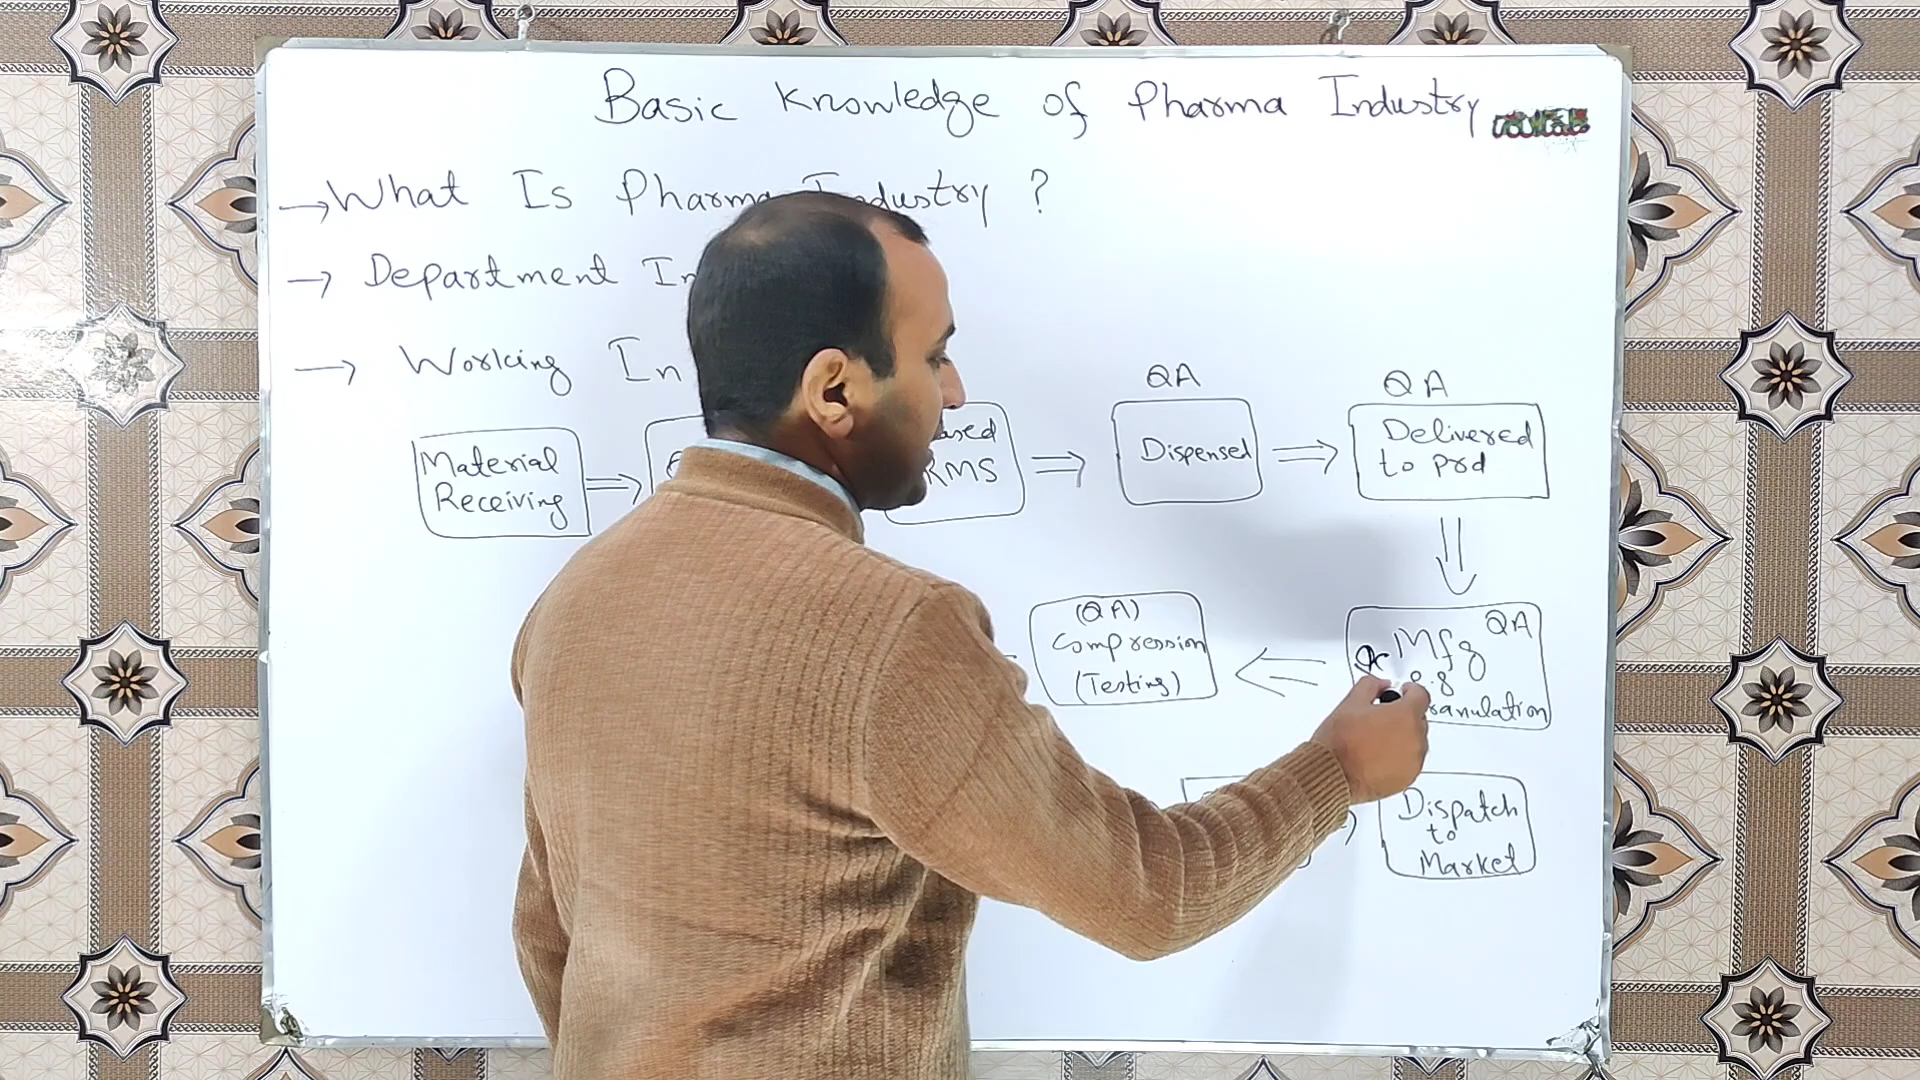 Basic Knowledge of Pharma Industry
→ What Is Pharma Industry ?
→ Department In
→ Working In
Material
Receiving
RMS
QA
Dispensed
QA
Delivered
to prd
QA
Mfg
e.g
(QA)
Compression
(Testing)
Dispatch
to
Market